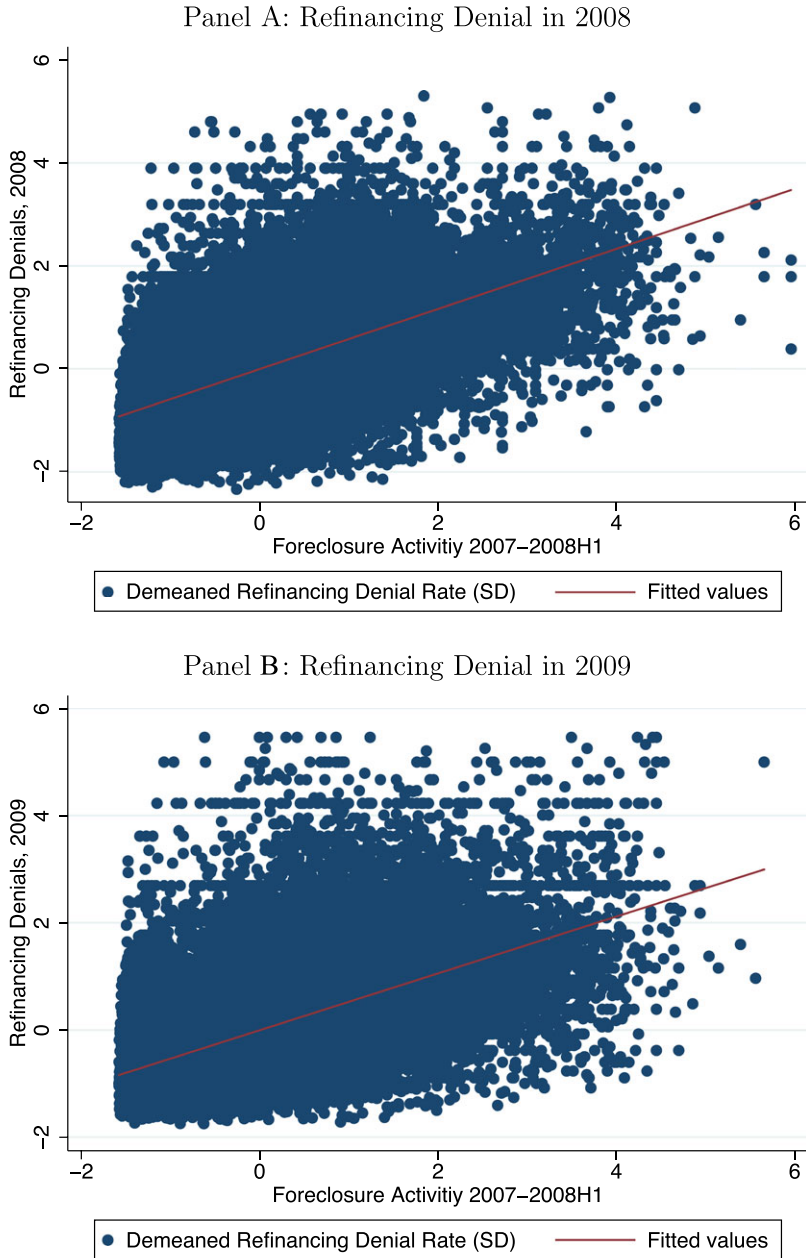 Panel A: Refinancing Denial in 2008
6
4
2
0
−2
Refinancing Denials, 2008
−2 0 2 4 6
Foreclosure Activitiy 2007−2008H1
Demeaned Refinancing Denial Rate (SD) Fitted values
Panel B: Refinancing Denial in 2009
6
4
2
0
−2
Refinancing Denials, 2009
−2 0 2 4 6
Foreclosure Activitiy 2007−2008H1
Demeaned Refinancing Denial Rate (SD) Fitted values